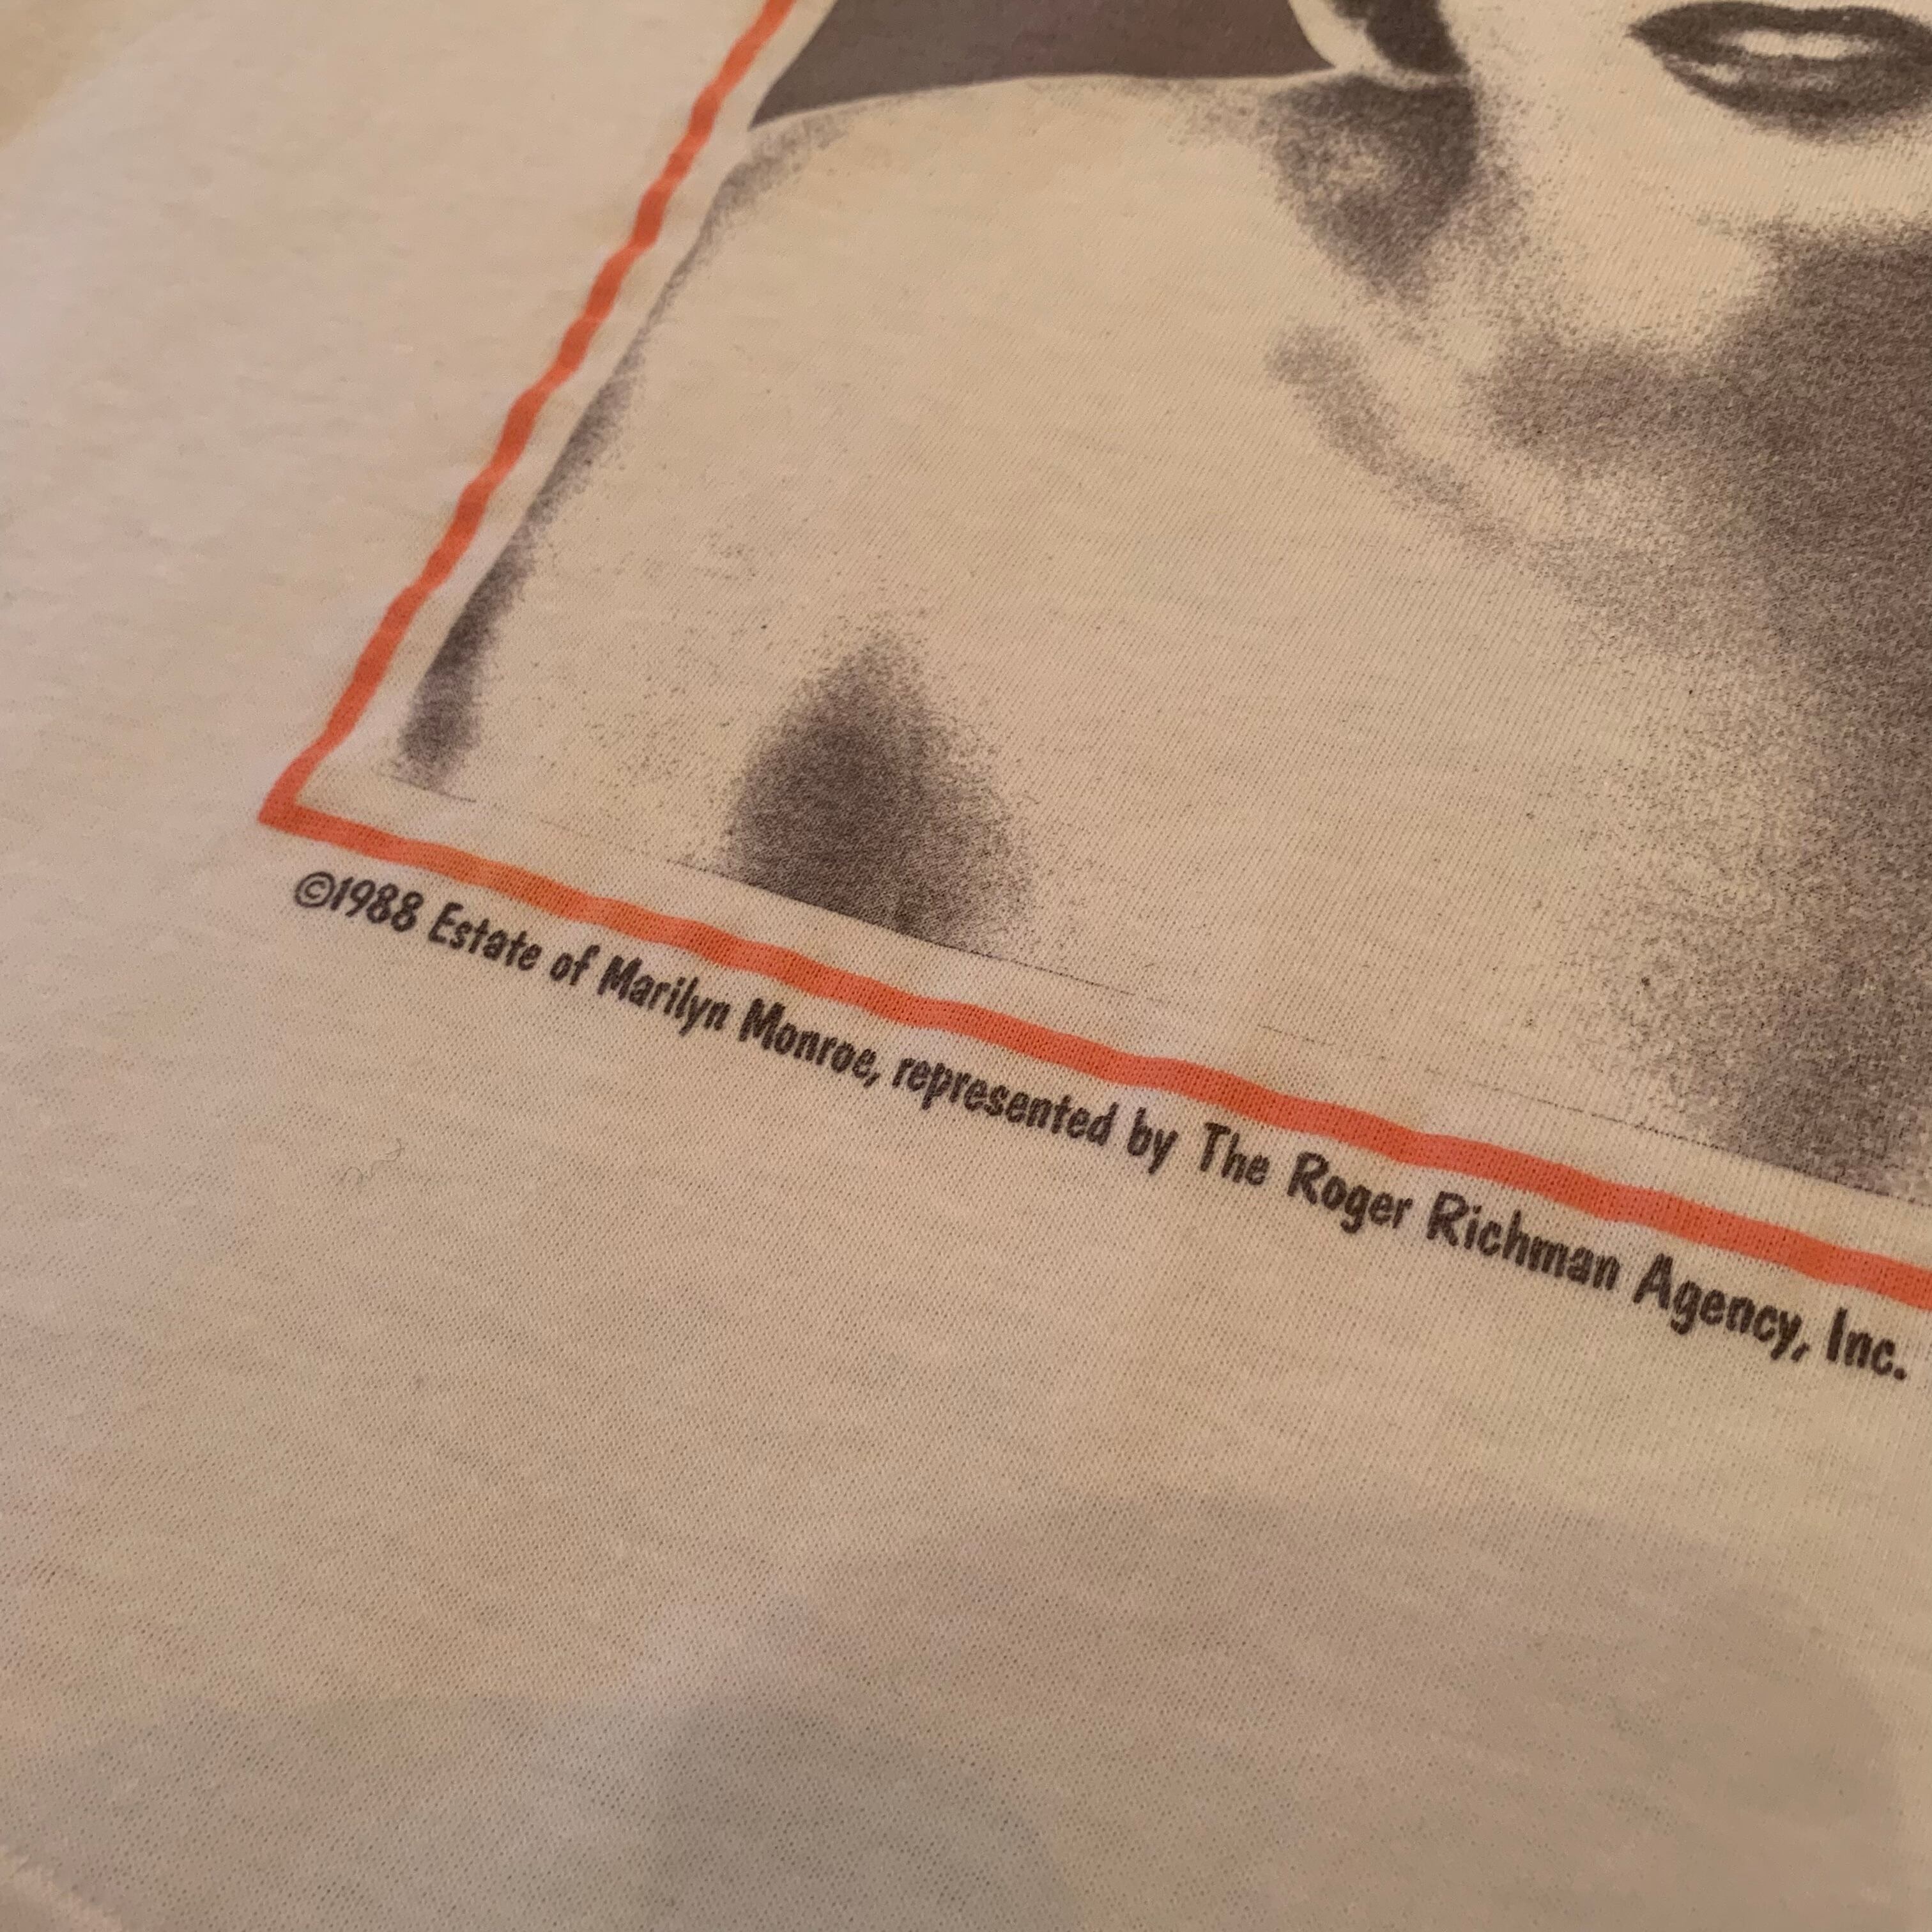 ©1988 Estate of Marilyn Monroe, represented by The Roger Richman Agency, Inc.